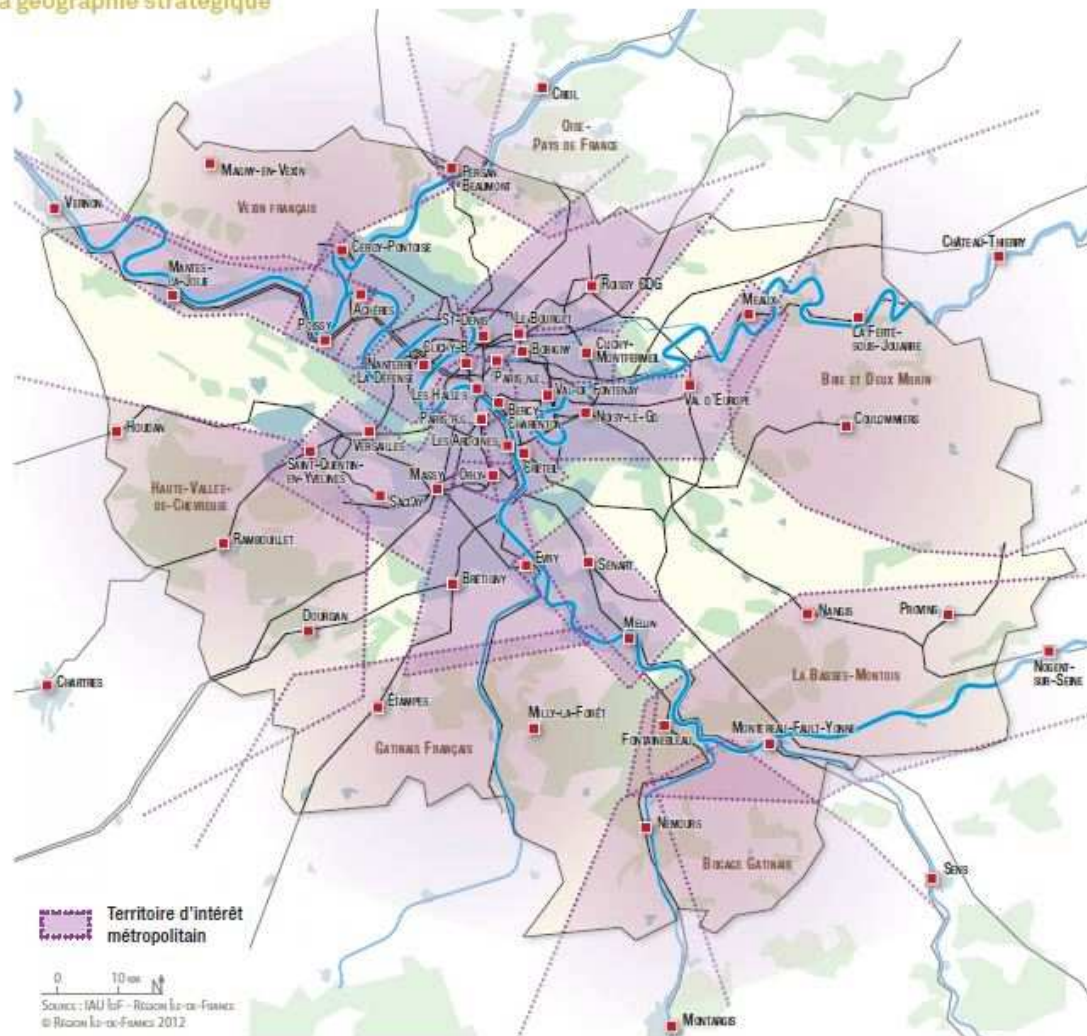 a géographie stratégique
Creil
Oise-
Pays de France
Magny-en-Vexin
Persan
Beaumont
Vernon
Vexin français
Cergy-Pontoise
Château-Thierry
Mantes-
la-Jolie
Roissy CDG
Achères
Meaux
St-Denis
Le Bourget
La Ferté-
sous-Jouarre
Poissy
Clichy-B.
Bobigny
Clichy-
Montfermeil
Nanterre
La Défense
Paris N.E.
Val-de Fontenay
Val d'Europe
Brie et Deux Morin
Les Halles
Bercy
Charenton
Noisy-le-Gd
Coulommiers
Houdan
Paris R.G.
Versailles
Les Ardoines
Saint-Quentin-
en-Yvelines
Massy
Orly
Créteil
Haute-Vallée-
de-Chevreuse
Saclay
Rambouillet
Evry
Sénart
Brétigny
Dourdan
Nangis
Provins
Melun
Nogent-
sur-Seine
Chartres
La Bassée-Montois
Étampes
Milly-la-Forêt
Fontainebleau
Montereau-Fault-Yonne
Gatinais Français
Nemours
Bocage Gatinais
Sens
Territoire d'intérêt
métropolitain
0 10 km N
Source : IAU îdF - Région Île-de-France
© Région Île-de-France 2012
Montargis